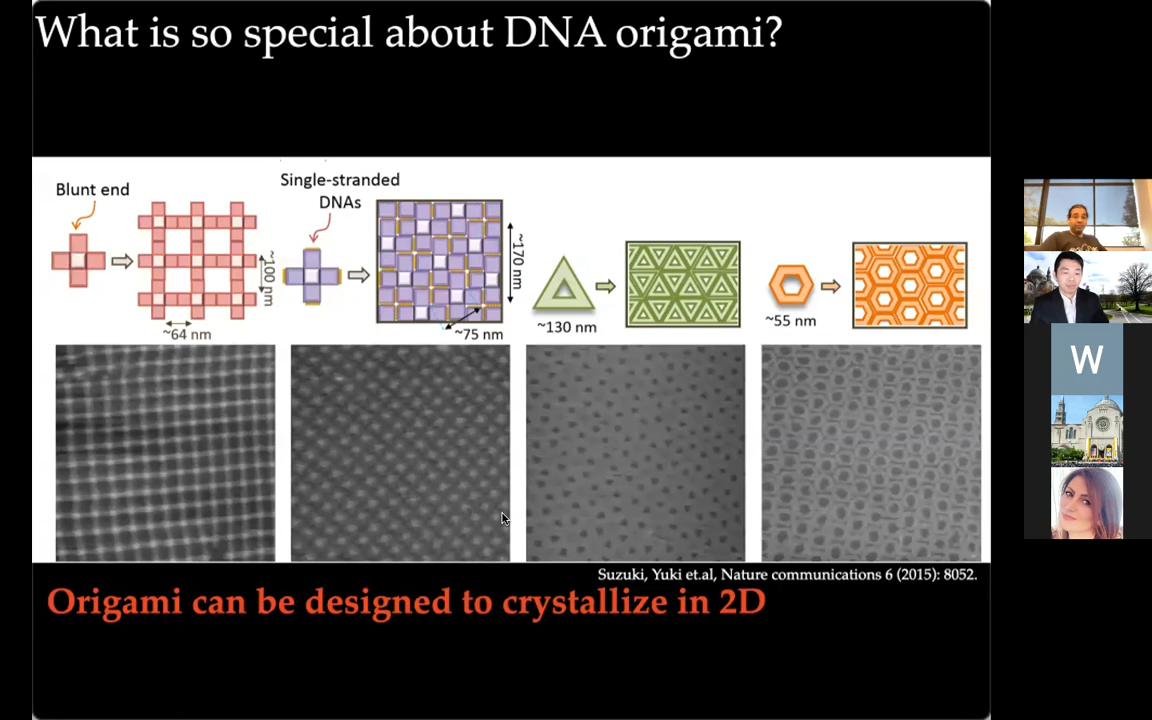 What is so special about DNA origami?
Blunt end
~100 nm
~64 nm
Single-stranded
DNAs
~170 nm
~75 nm
~130 nm
~55 nm
W
Suzuki, Yuki et.al, Nature communications 6 (2015): 8052.
Origami can be designed to crystallize in 2D